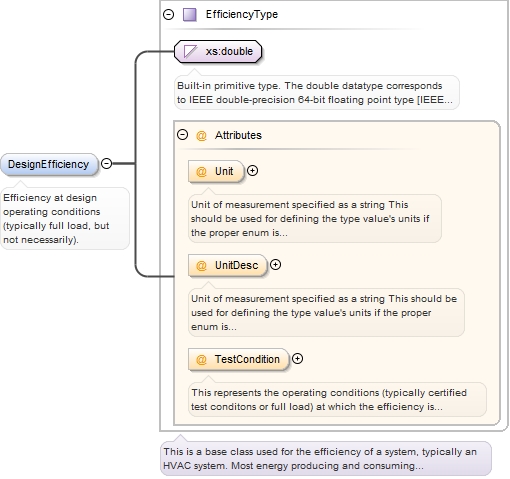 EfficiencyType
xs:double
Built-in primitive type. The double datatype corresponds
to IEEE double-precision 64-bit floating point type [IEEE...
Attributes
DesignEfficiency
Efficiency at design
operating conditions
(typically full load, but
not necessarily).
@ Unit
Unit of measurement specified as a string This
should be used for defining the type value's units if
the proper enum is...
@ UnitDesc
Unit of measurement specified as a string This should be
used for defining the type value's units if the proper
enum is...
@ TestCondition
This represents the operating conditions (typically certified
test conditons or full load) at which the efficiency is...
This is a base class used for the efficiency of a system, typically an
HVAC system. Most energy producing and consuming...